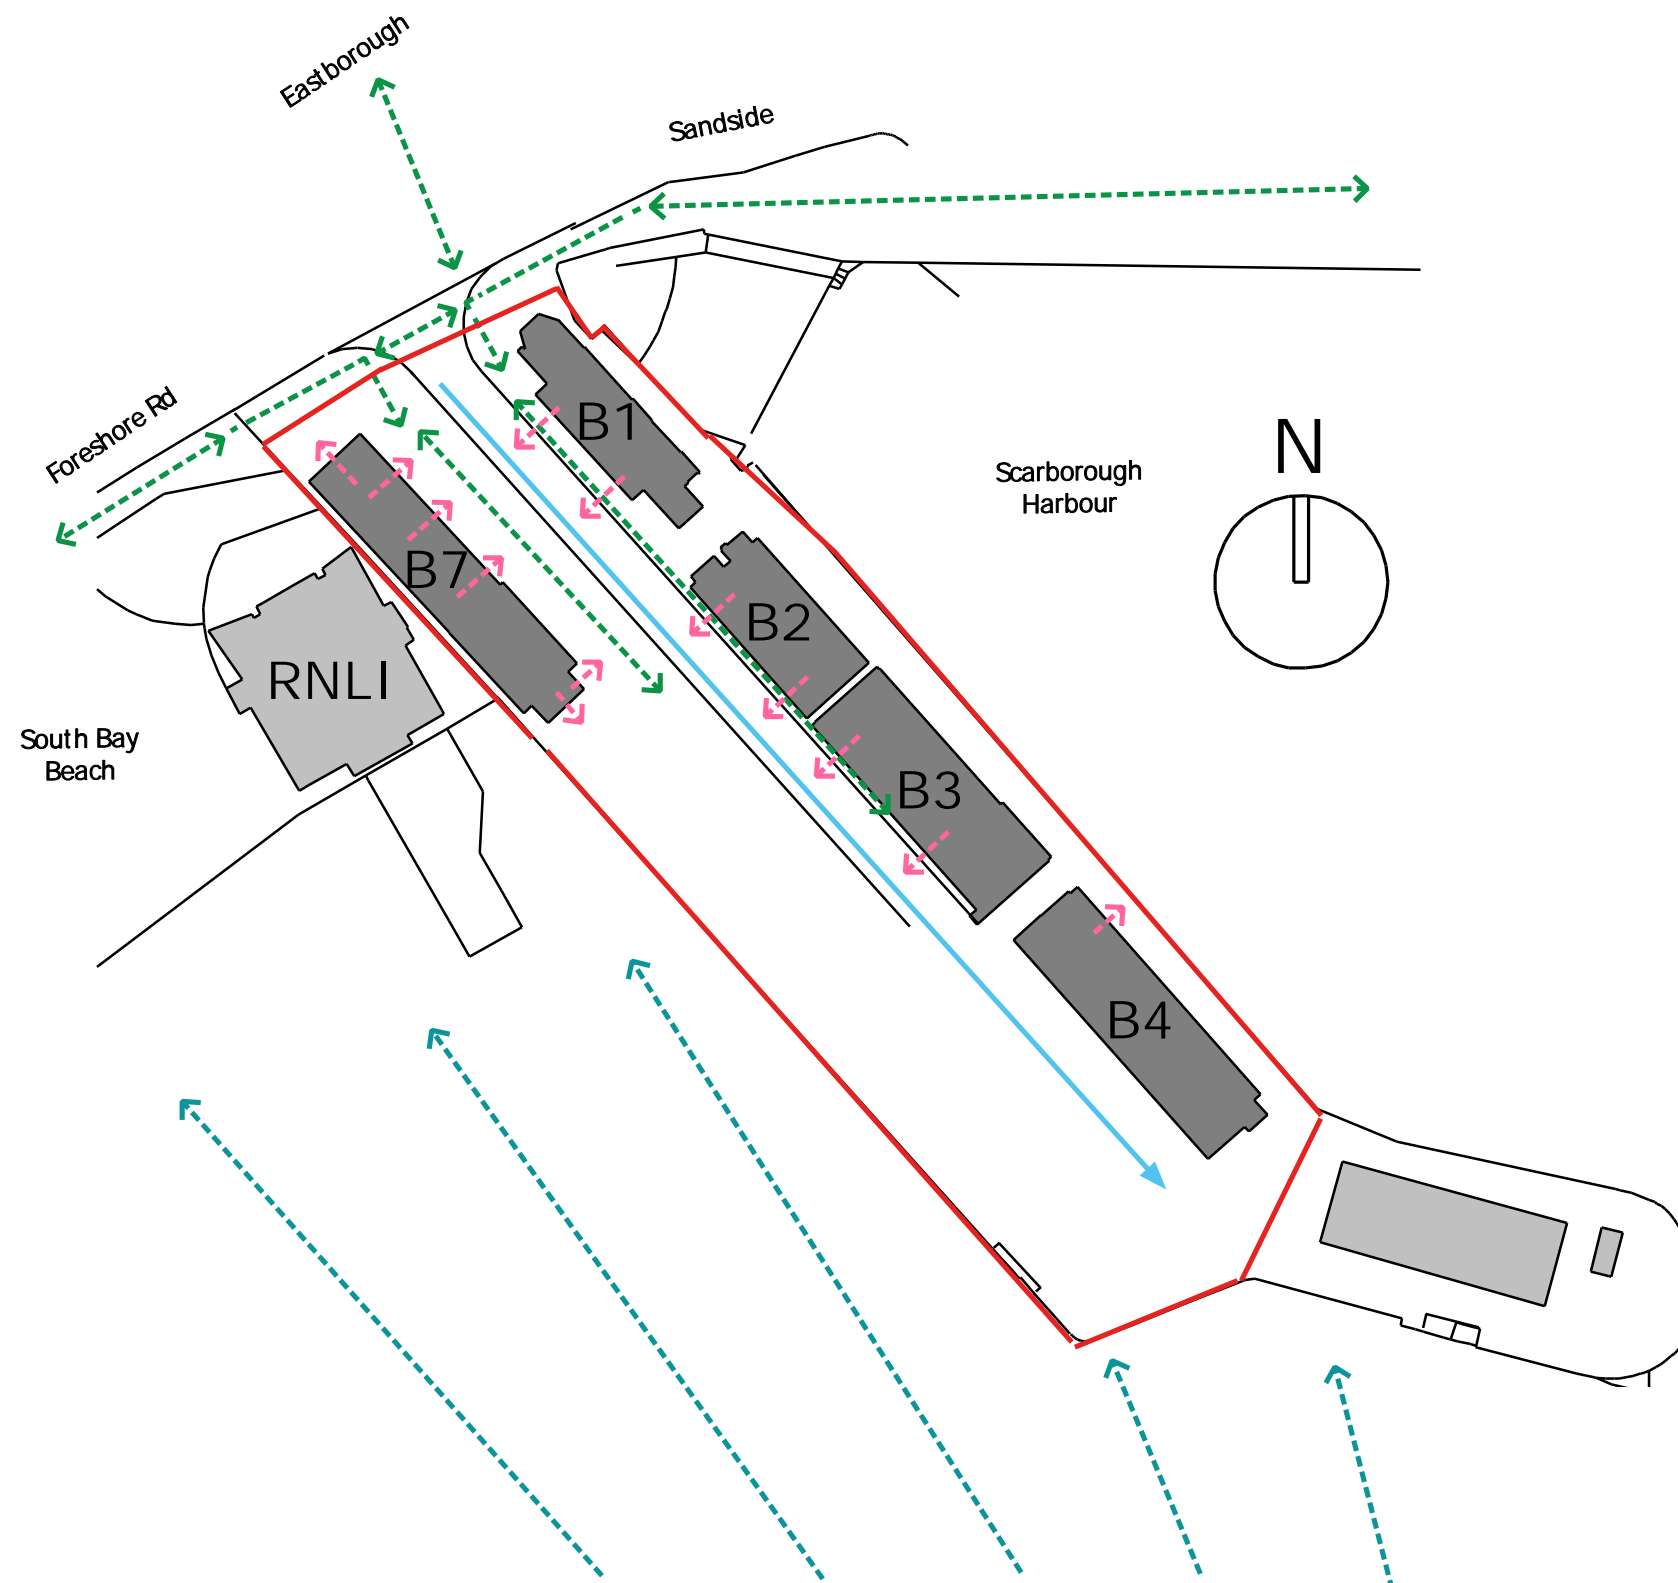 Eastborough
Sandside
Foreshore Rd
B1
N
Scarborough
Harbour
B7
B2
RNLI
South Bay
Beach
B3
B4